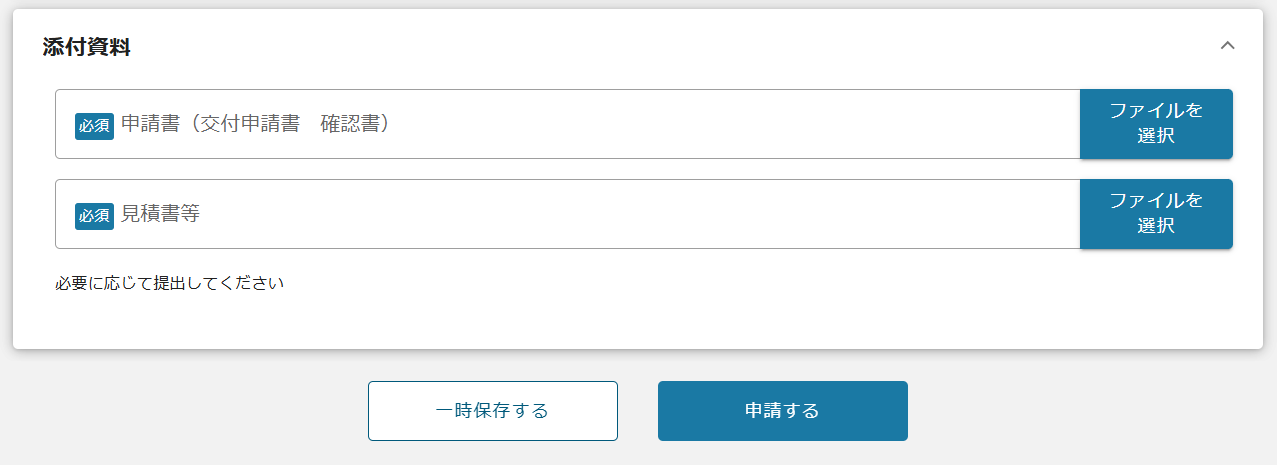 添付資料
必須 申請書（交付申請書　確認書）
ファイルを
選択
必須 見積書等
ファイルを
選択
必要に応じて提出してください
一時保存する
申請する